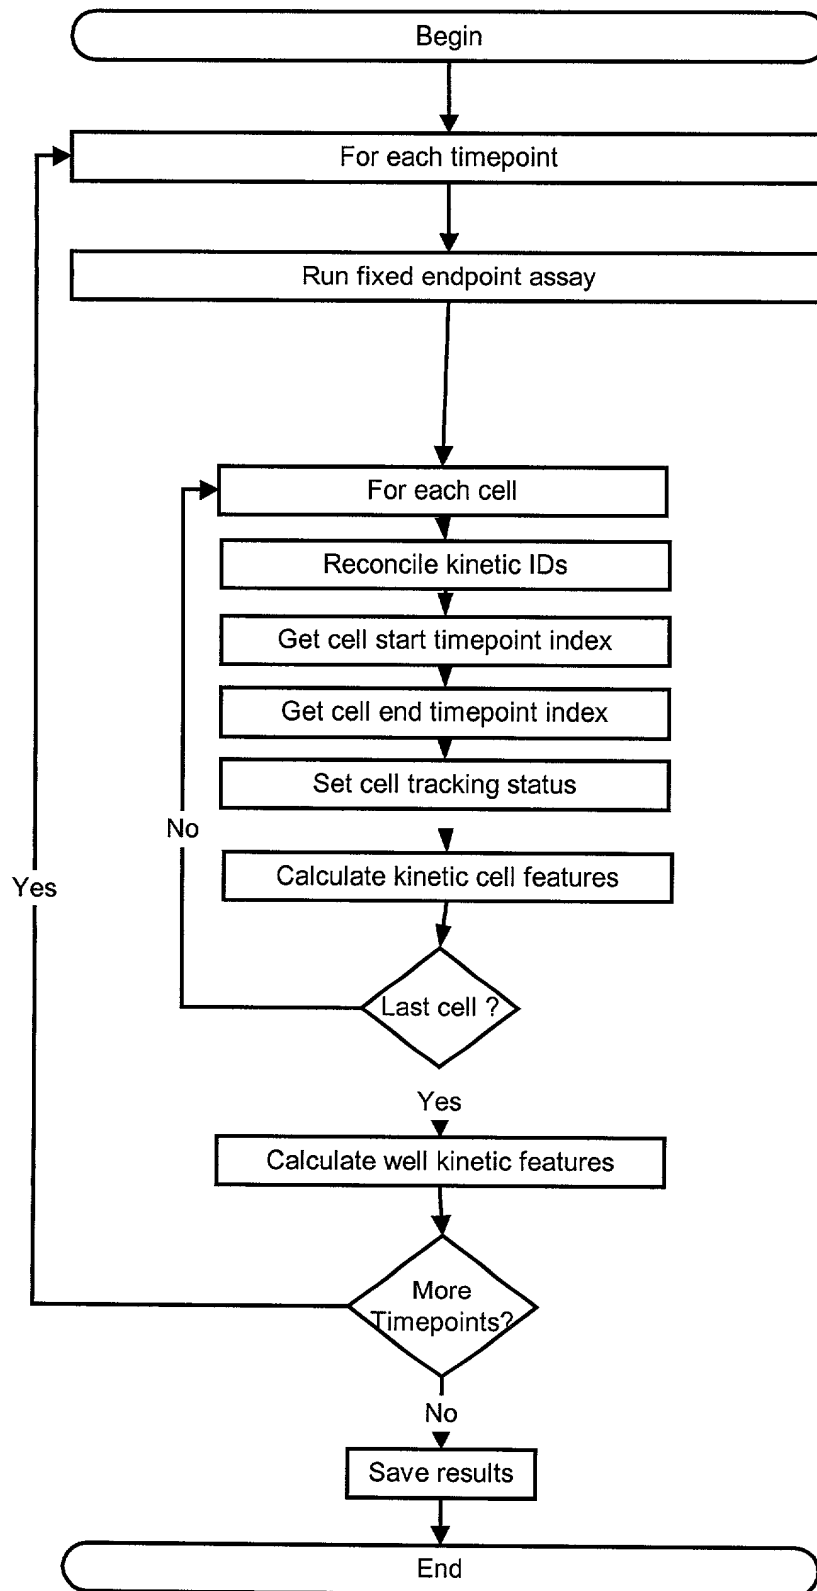 Begin
For each timepoint
Run fixed endpoint assay
For each cell
Reconcile kinetic IDs
Get cell start timepoint index
Get cell end timepoint index
Set cell tracking status
No
Calculate kinetic cell features
Yes
Last cell ?
Yes
Calculate well kinetic features
More
Timepoints?
No
Save results
End